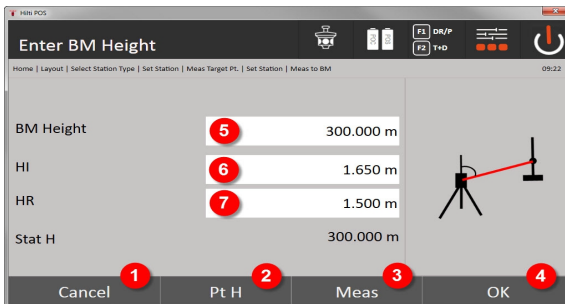 Hilti POS
Enter BM Height
POC
POS
F1 DR/P
F2 T+D
Home | Layout | Select Station Type | Set Station | Meas Target Pt. | Set Station | Meas to BM
09:22
BM Height 5 300.000 m
HI 6 1.650 m
HR 7 1.500 m
Stat H 300.000 m
1 2 3 4
Cancel Pt H Meas OK